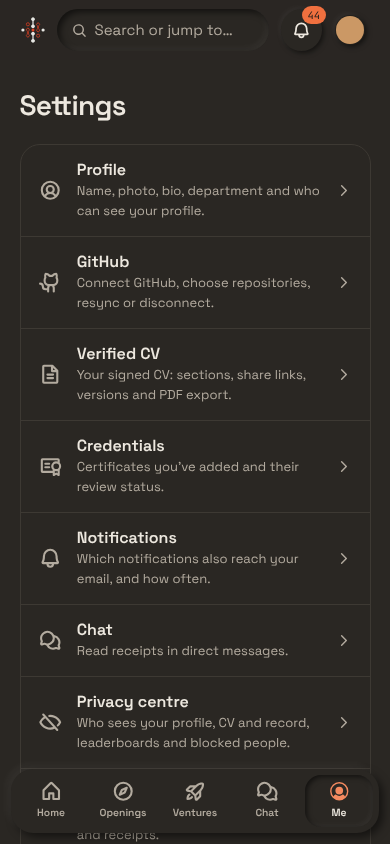 Search or jump to...
44
Settings
Profile
Name, photo, bio, department and who
can see your profile.
GitHub
Connect GitHub, choose repositories,
resync or disconnect.
Verified CV
Your signed CV: sections, share links,
versions and PDF export.
Credentials
Certificates you've added and their
review status.
Notifications
Which notifications also reach your
email, and how often.
Chat
Read receipts in direct messages.
Privacy centre
Who sees your profile, CV and record,
leaderboards and blocked people.
Home
Openings
Ventures
Chat
Me
and receipts.